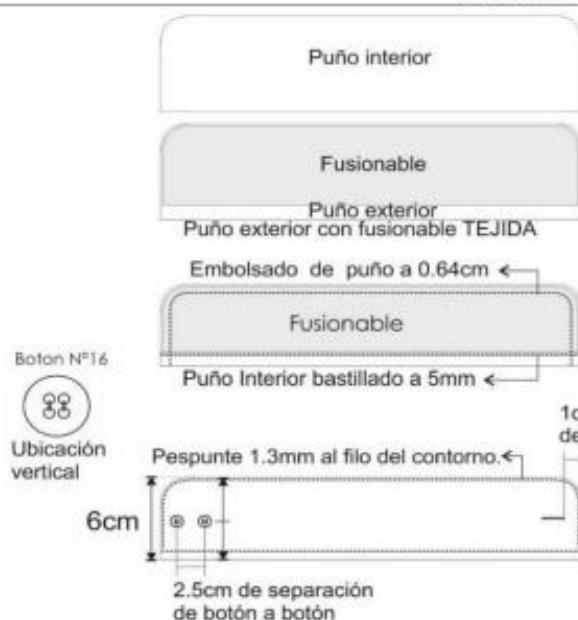 Puño interior
Fusionable
Puño exterior
Puño exterior con fusionable TEJIDA
Embolsado de puño a 0.64cm
Fusionable
Puño Interior bastillado a 5mm
Boton N°16
Ubicación
vertical
Pespunte 1.3mm al filo del contorno.
6cm
2.5cm de separación
de botón a botón